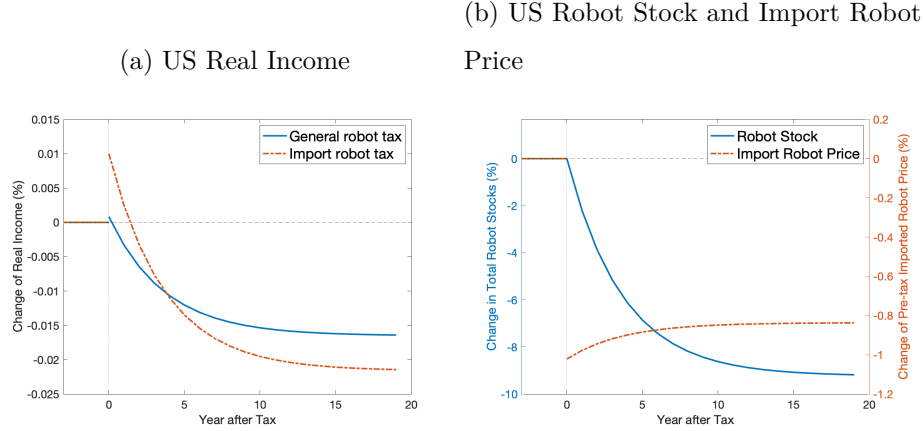 (a) US Real Income
(b) US Robot Stock and Import Robot
Price
0.015
0.01
0.005
0
-0.005
-0.01
-0.015
-0.02
-0.025
Change of Real Income (%)
General robot tax
Import robot tax
0
5
10
15
20
Year after Tax
0
-2
-4
-6
-8
-10
Change in Total Robot Stocks (%)
Robot Stock
Import Robot Price
0.2
0
-0.2
-0.4
-0.6
-0.8
-1
-1.2
Change of Pre-tax Imported Robot Price (%)
0
5
10
15
20
Year after Tax